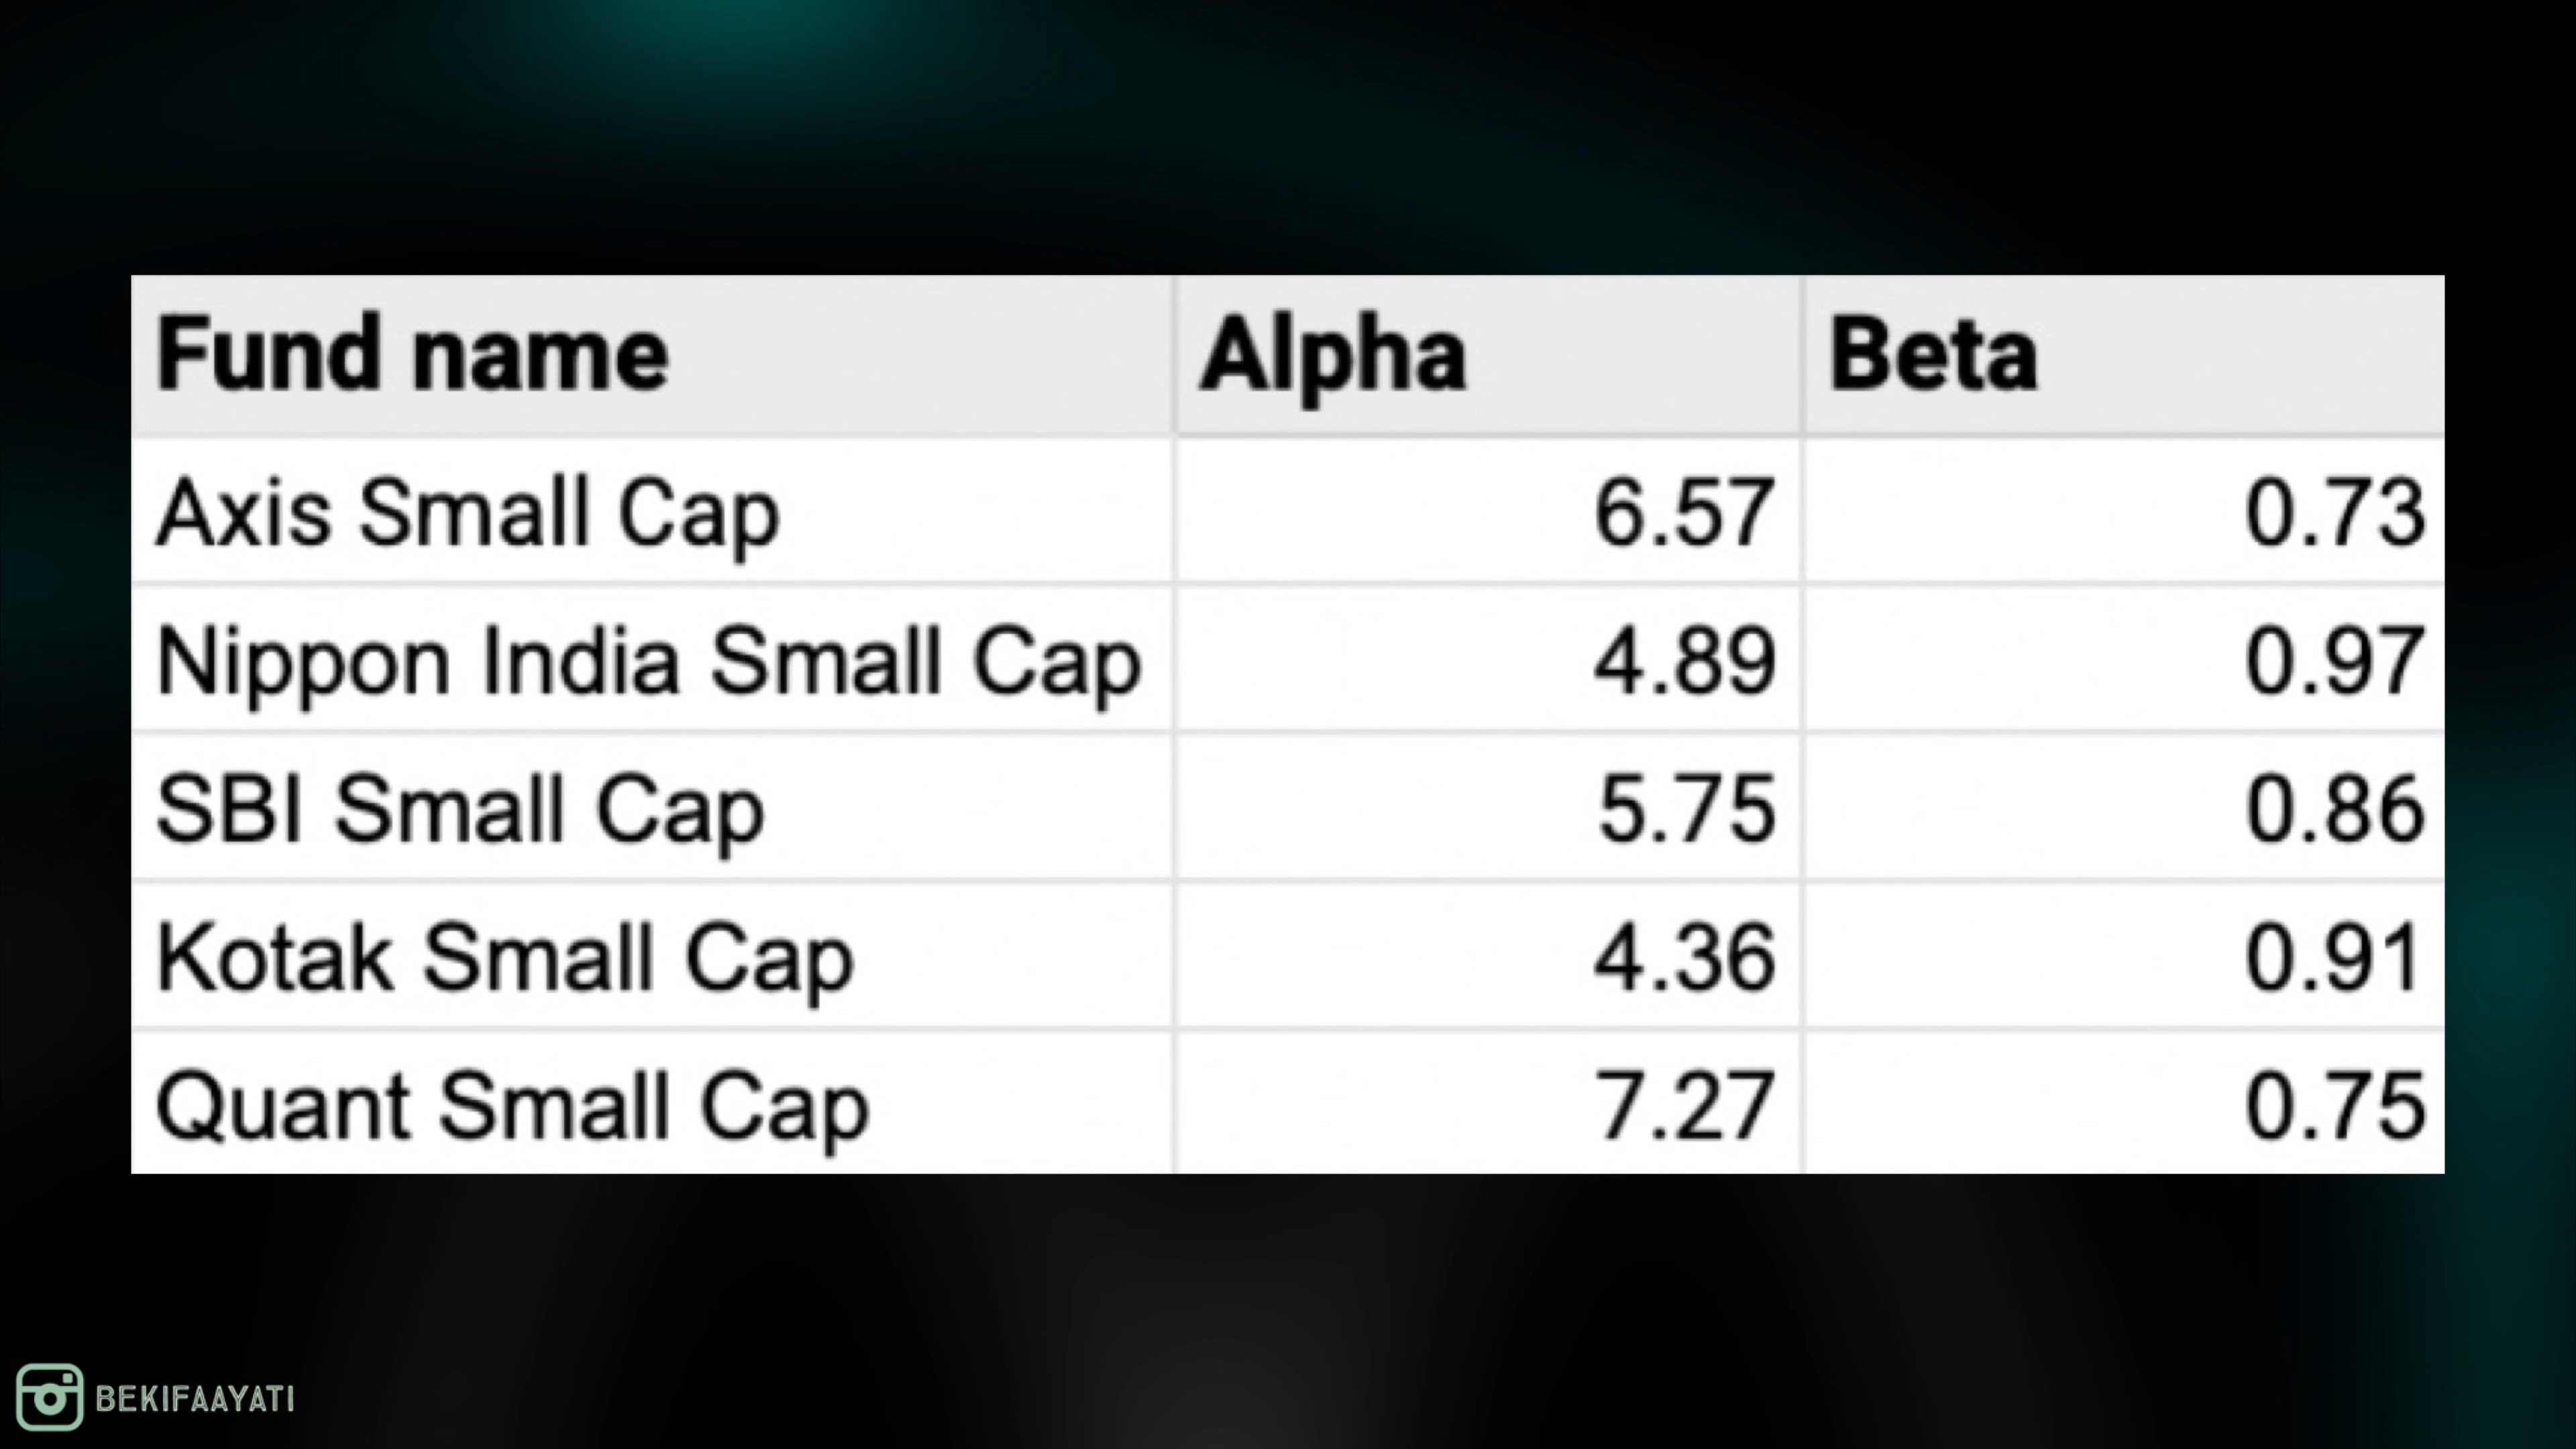 Fund name Alpha Beta
Axis Small Cap 6.57 0.73
Nippon India Small Cap 4.89 0.97
SBI Small Cap 5.75 0.86
Kotak Small Cap 4.36 0.91
Quant Small Cap 7.27 0.75
BEKIFAAYATI